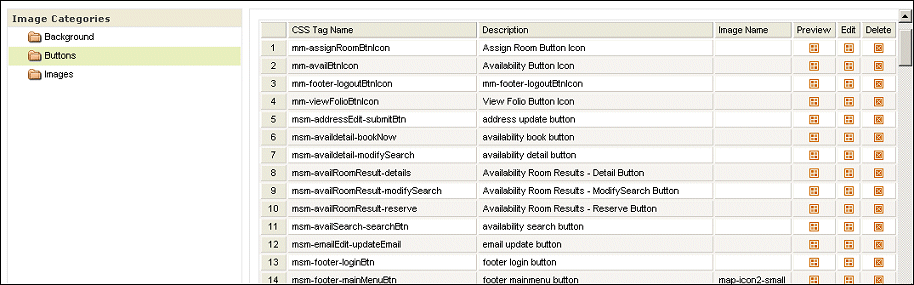 Image Categories
Background
Buttons
Images
CSS Tag Name Description Image Name Preview Edit Delete
1 mm-assignRoomBtnIcon Assign Room Button Icon
2 mm-availBtnIcon Availability Button Icon
3 mm-footer-logoutBtnIcon mm-footer-logoutBtnIcon
4 mm-viewFolioBtnIcon View Folio Button Icon
5 msm-addressEdit-submitBtn address update button
6 msm-availdetail-bookNow availability book button
7 msm-availdetail-modifySearch availability detail button
8 msm-availRoomResult-details Availability Room Results - Detail Button
9 msm-availRoomResult-modifySearch Availability Room Results - ModifySearch Button
10 msm-availRoomResult-reserve Availability Room Results - Reserve Button
11 msm-availSearch-searchBtn availability search button
12 msm-emailEdit-updateEmail email update button
13 msm-footer-loginBtn footer login button
14 msm-footer-mainMenuBtn footer mainmenu button map-icon2-small